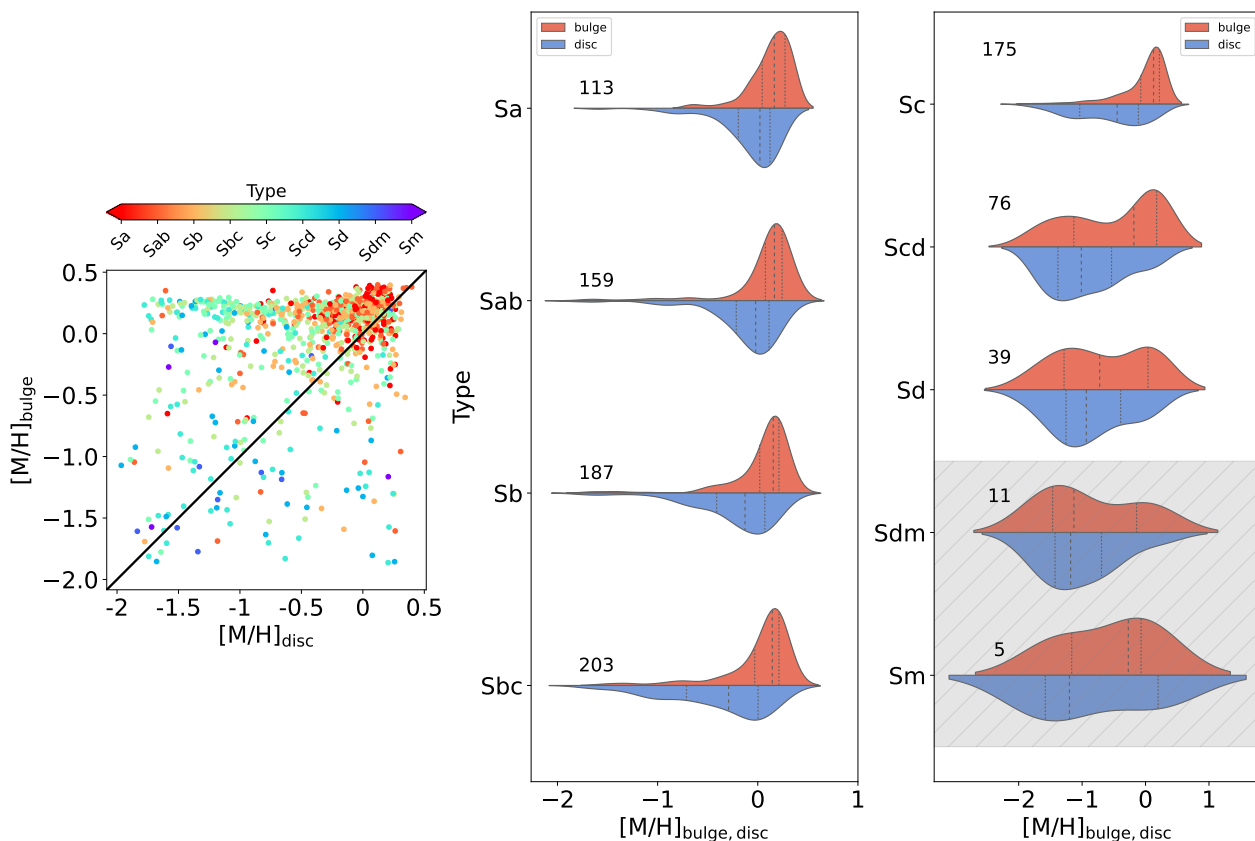 Type
Sa Sab Sb Sbc Sc Scd Sd Sdm Sm
[M/H]bulge
0.5
0.0
−0.5
−1.0
−1.5
−2.0
-2 -1.5 -1 -0.5 0 0.5
[M/H]disc
bulge
disc
Type
Sa
113
Sab
159
Sb
187
Sbc
203
−2 −1 0 1
[M/H]bulge, disc
bulge
disc
Sc
175
Scd
76
Sd
39
Sdm
11
Sm
5
−2 −1 0 1
[M/H]bulge, disc